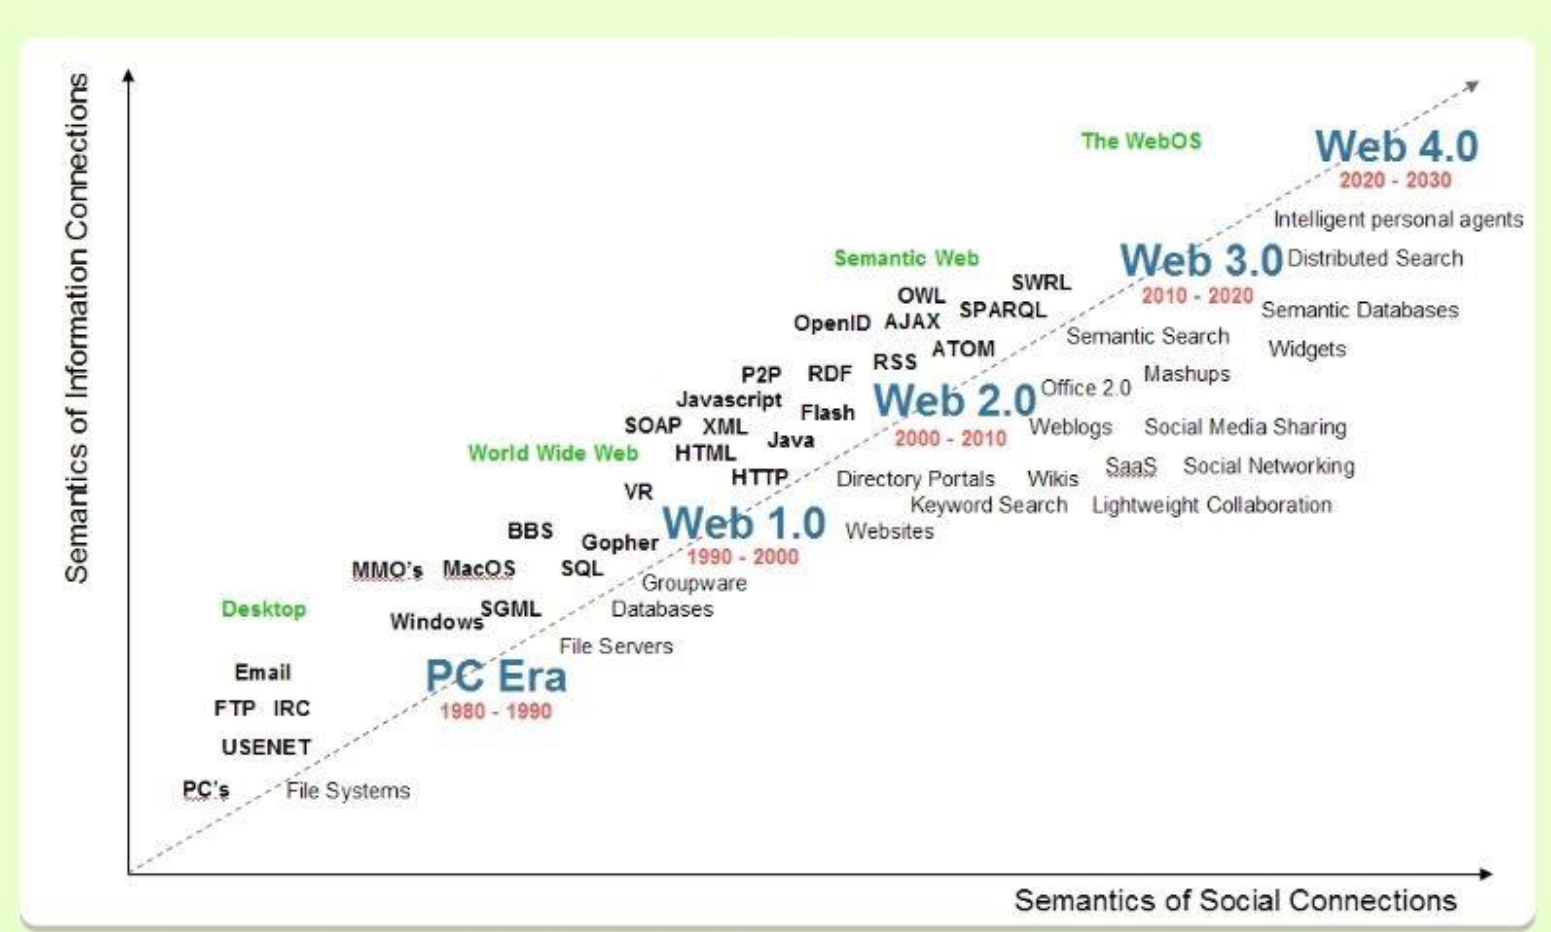 Semantics of Information Connections
The WebOS
Web 4.0
2020 - 2030
Intelligent personal agents
Semantic Web
Web 3.0
Distributed Search
SWRL
OWL
2010 - 2020
SPARQL
Semantic Databases
OpenID
AJAX
Semantic Search
ATOM
Widgets
RSS
P2P
RDF
Mashups
Office 2.0
Javascript
Web 2.0
Flash
SOAP
XML
Weblogs
Social Media Sharing
Java
2000 - 2010
World Wide Web
HTML
SaaS
Social Networking
HTTP
Directory Portals
Wikis
VR
Keyword Search
Lightweight Collaboration
Web 1.0
BBS
Websites
Gopher
1990 - 2000
MMO's
MacOS
SQL
Groupware
Desktop
SGML
Databases
Windows
File Servers
Email
PC Era
FTP
IRC
1980 - 1990
USENET
PC's
File Systems
Semantics of Social Connections